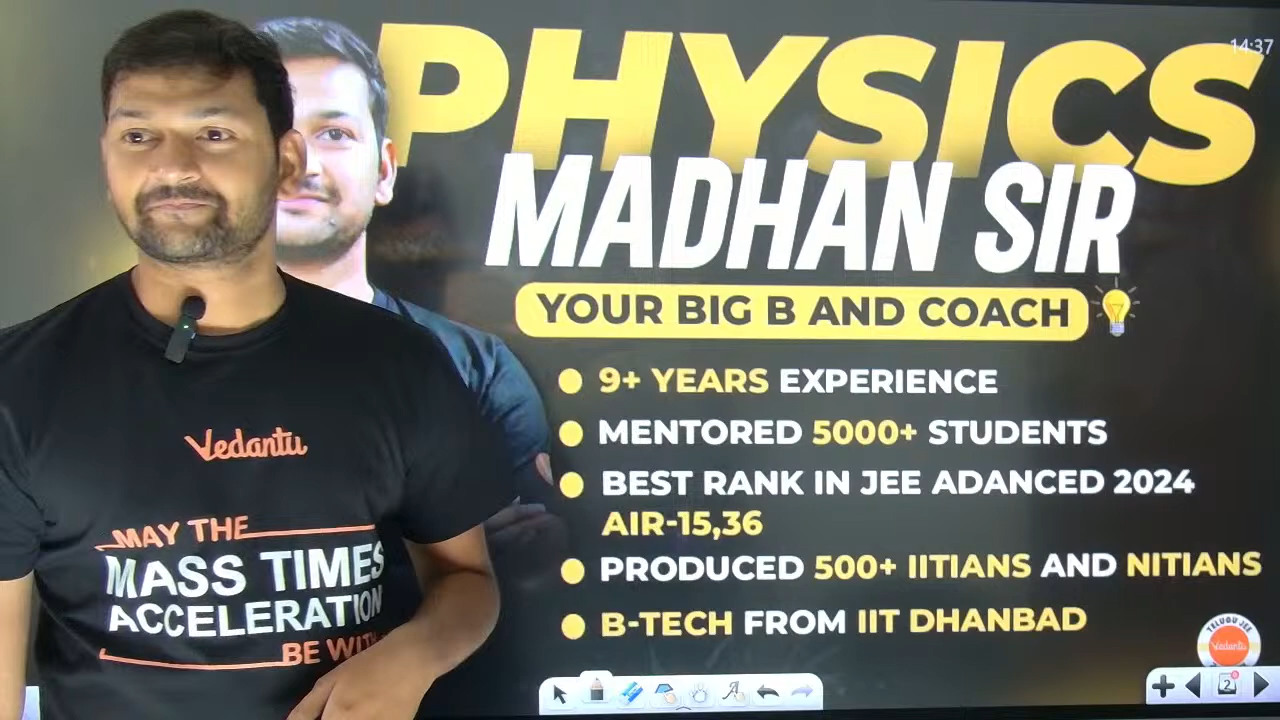 PHYSICS
14:37
MADHAN SIR
YOUR BIG B AND COACH
9+ YEARS EXPERIENCE
MENTORED 5000+ STUDENTS
BEST RANK IN JEE ADANCED 2024
AIR-15,36
PRODUCED 500+ IITIANS AND NITIANS
B-TECH FROM IIT DHANBAD
Vedantu
MAY THE
MASS TIMES
ACCELERATION
BE WITH
TELUGU JEE
Vedantu
2